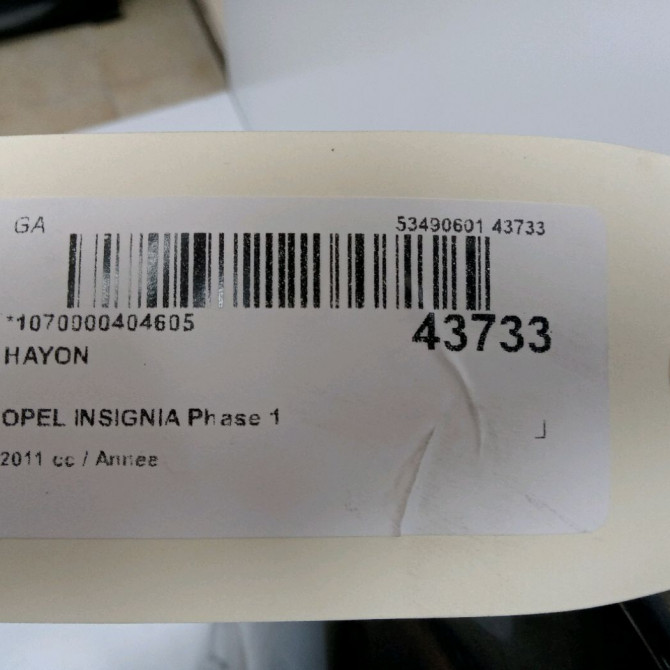 GA 53490601 43733
*1070000404605 43733
HAYON
OPEL INSIGNIA Phase 1
2011 cc / Annee